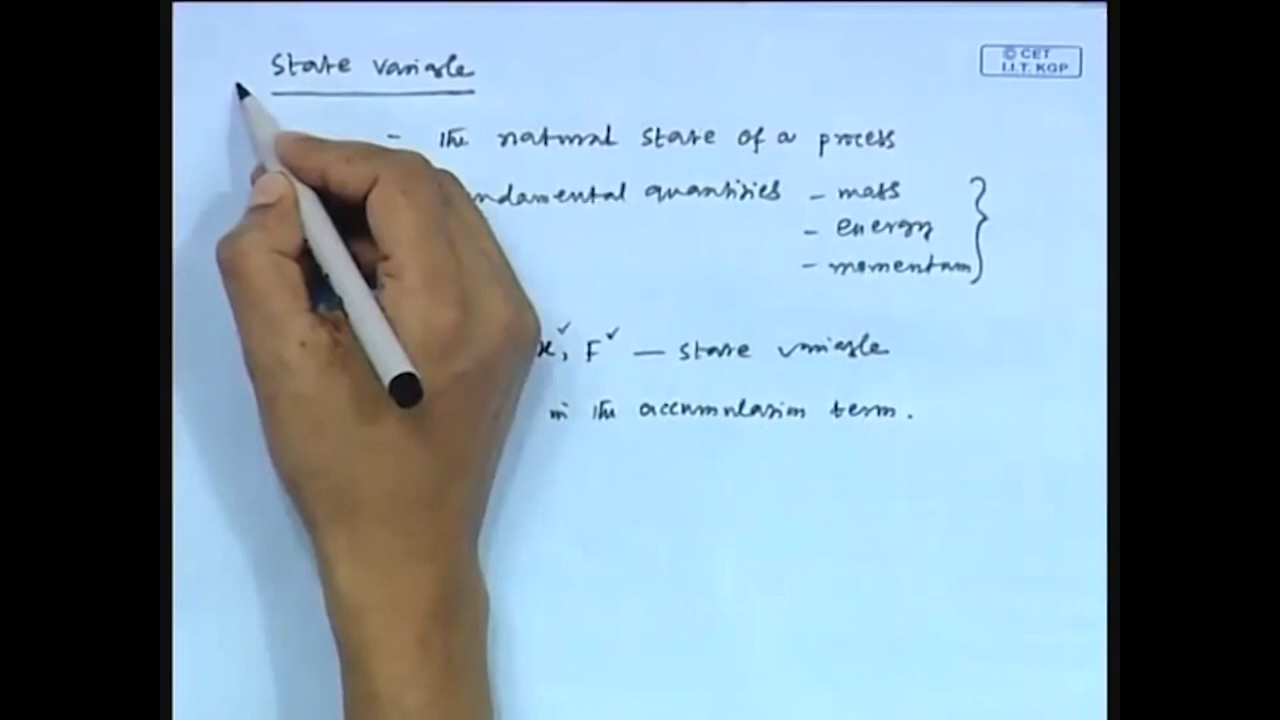 State variable
© CET
I.I.T. KGP
- the natural state of a process
ndamental quantities - mass
- energy
- momentum
x, F — state variable
in the accumulation term.